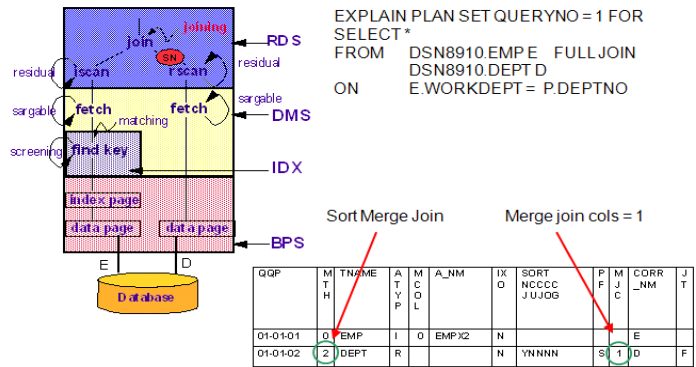 joining
join
RDS
SN
residual
iscan
rscan
residual
sargable
fetch
fetch
sargable
DMS
matching
screening
find key
IDX
index page
data page
data page
BPS
E
D
Database
EXPLAIN PLAN SET QUERYNO = 1 FOR
SELECT *
FROM DSN8910.EMP E FULL JOIN
DSN8910.DEPT D
ON E.WORKDEPT = P.DEPTNO
Sort Merge Join
Merge join cols = 1
QQP M T H TNAME A T Y P M C O L A_NM IX O SORT NCCCC JUJOG P F M J C CORR _NM J T
01-01-01 0 EMP I 0 EMPX2 N E
01-01-02 2 DEPT R N YNNNN S 1 D F